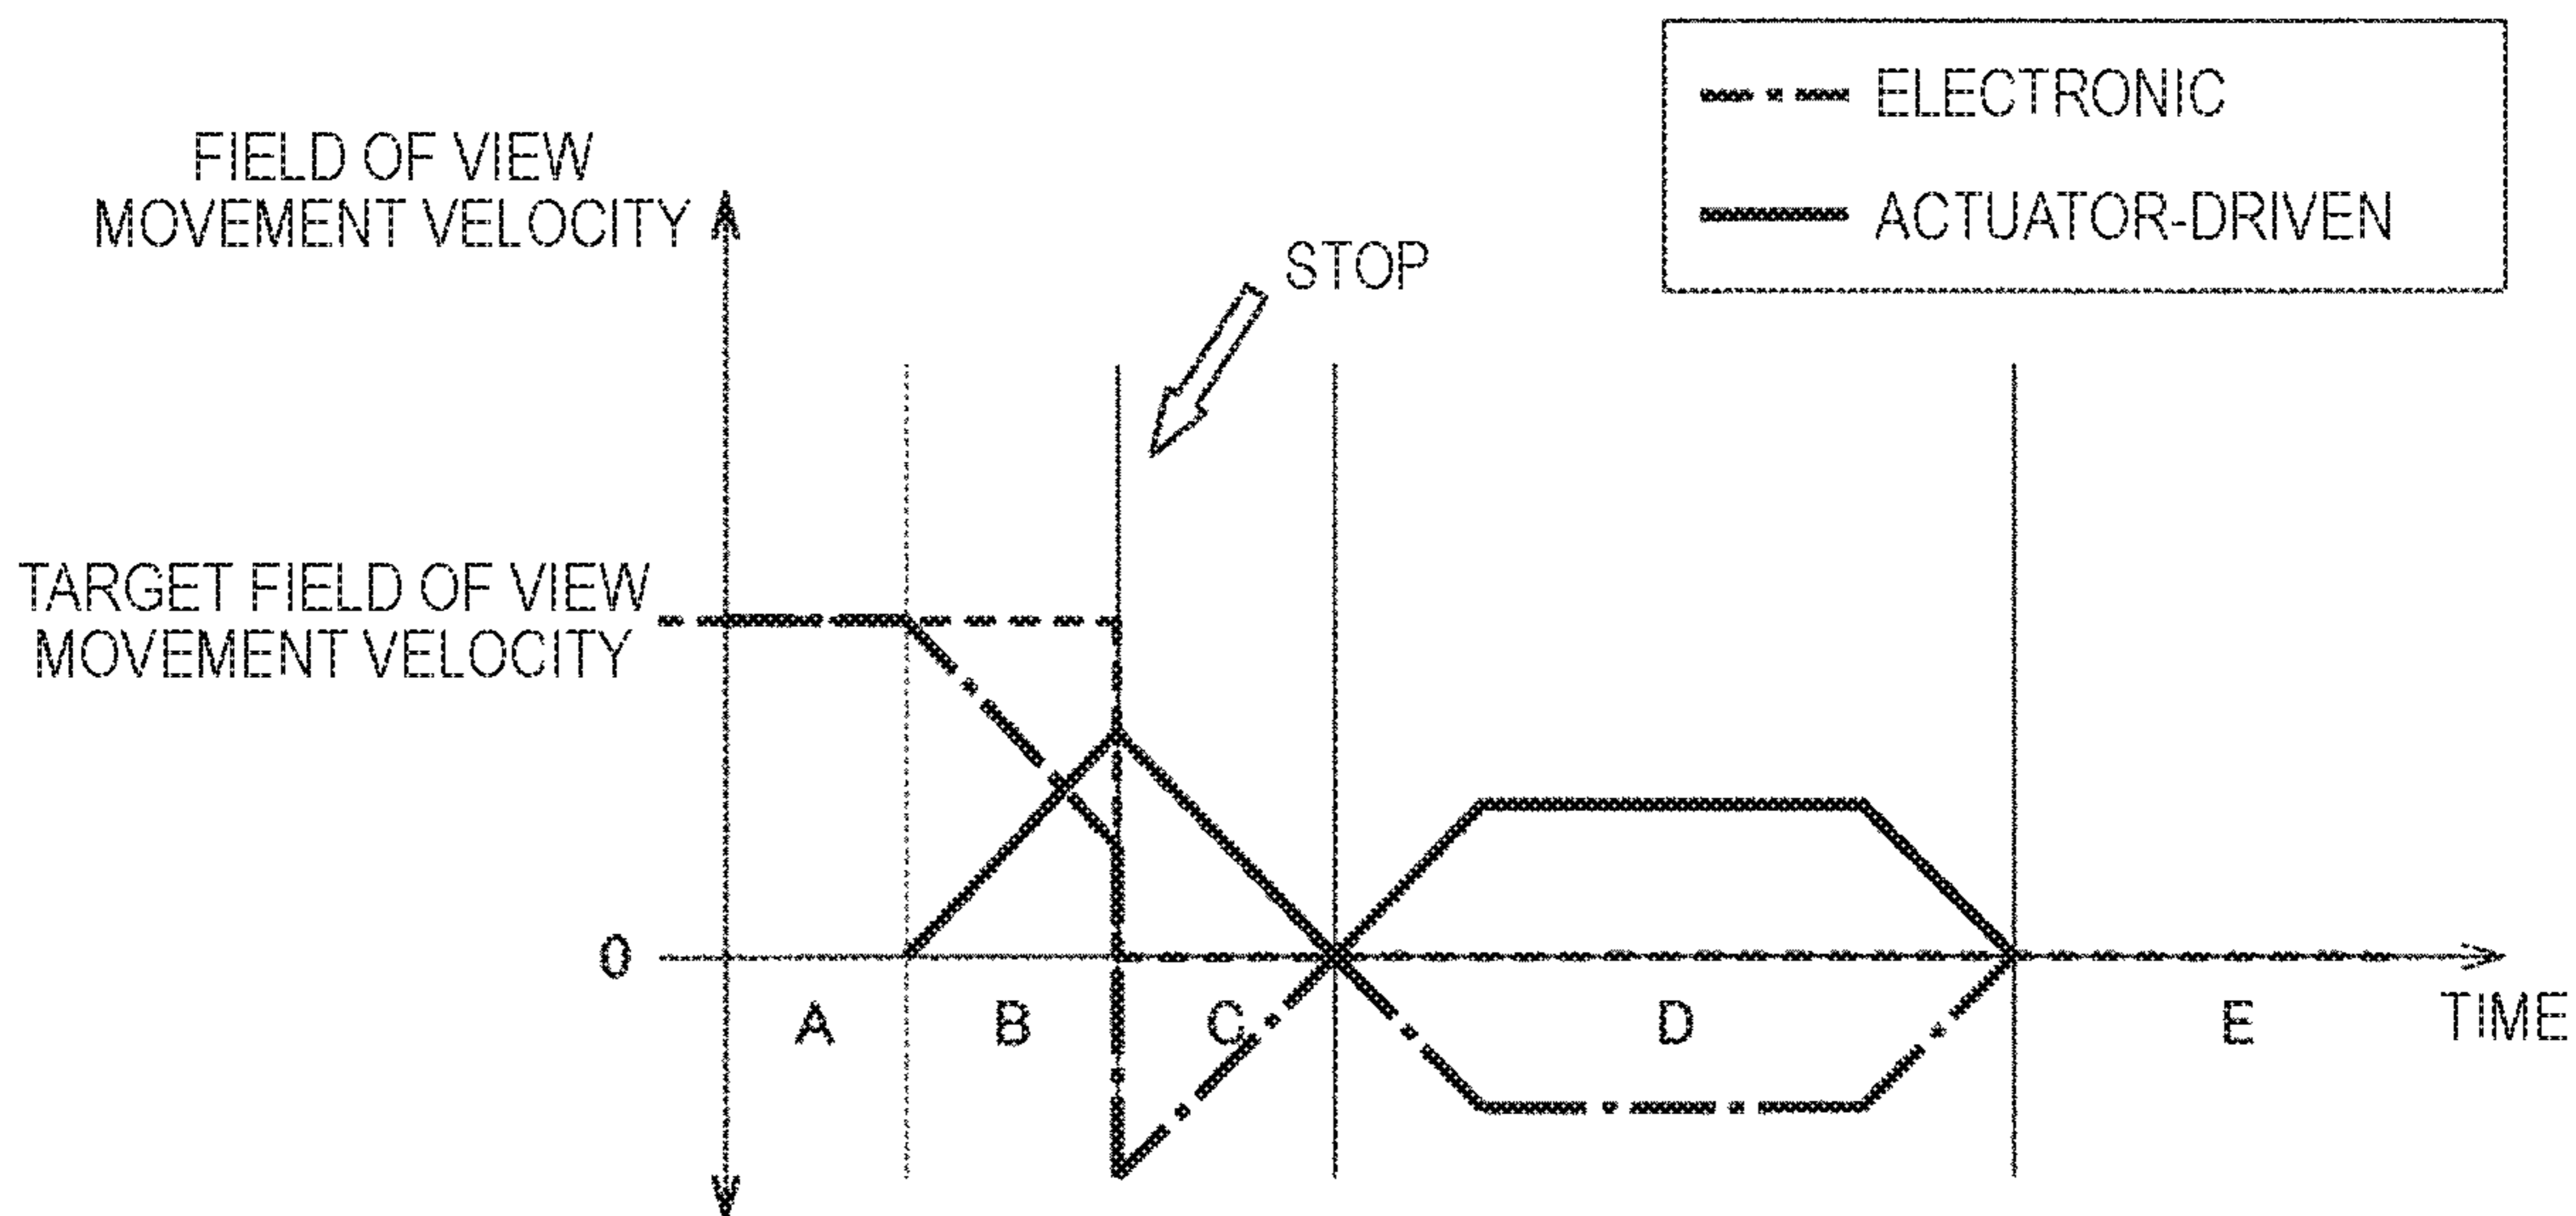 ELECTRONIC
ACTUATOR-DRIVEN
FIELD OF VIEW
MOVEMENT VELOCITY
STOP
TARGET FIELD OF VIEW
MOVEMENT VELOCITY
0
A
B
C
D
E
TIME